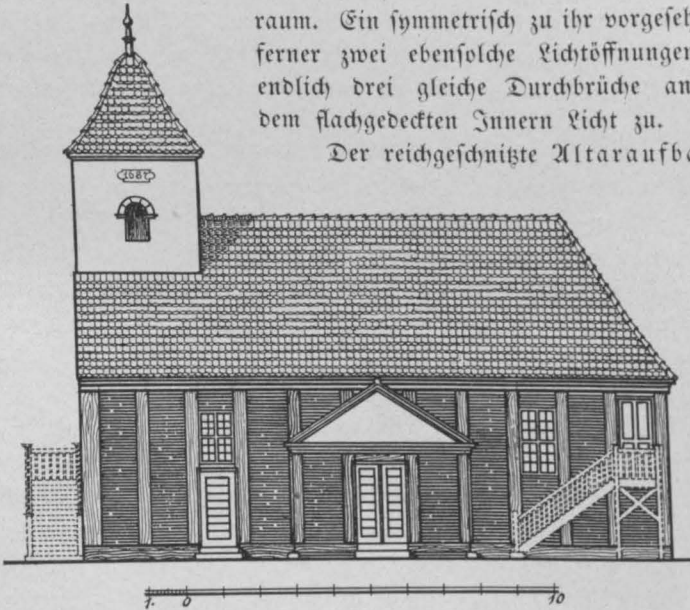 raum. Ein symmetrisch zu ihr vorgeseh
ferner zwei ebensolche Lichtöffnungen
endlich drei gleiche Durchbrüche an
dem flachgedeckten Innern Licht zu.
Der reichgeschnitzte Altaraufba
1687
1. 0 10